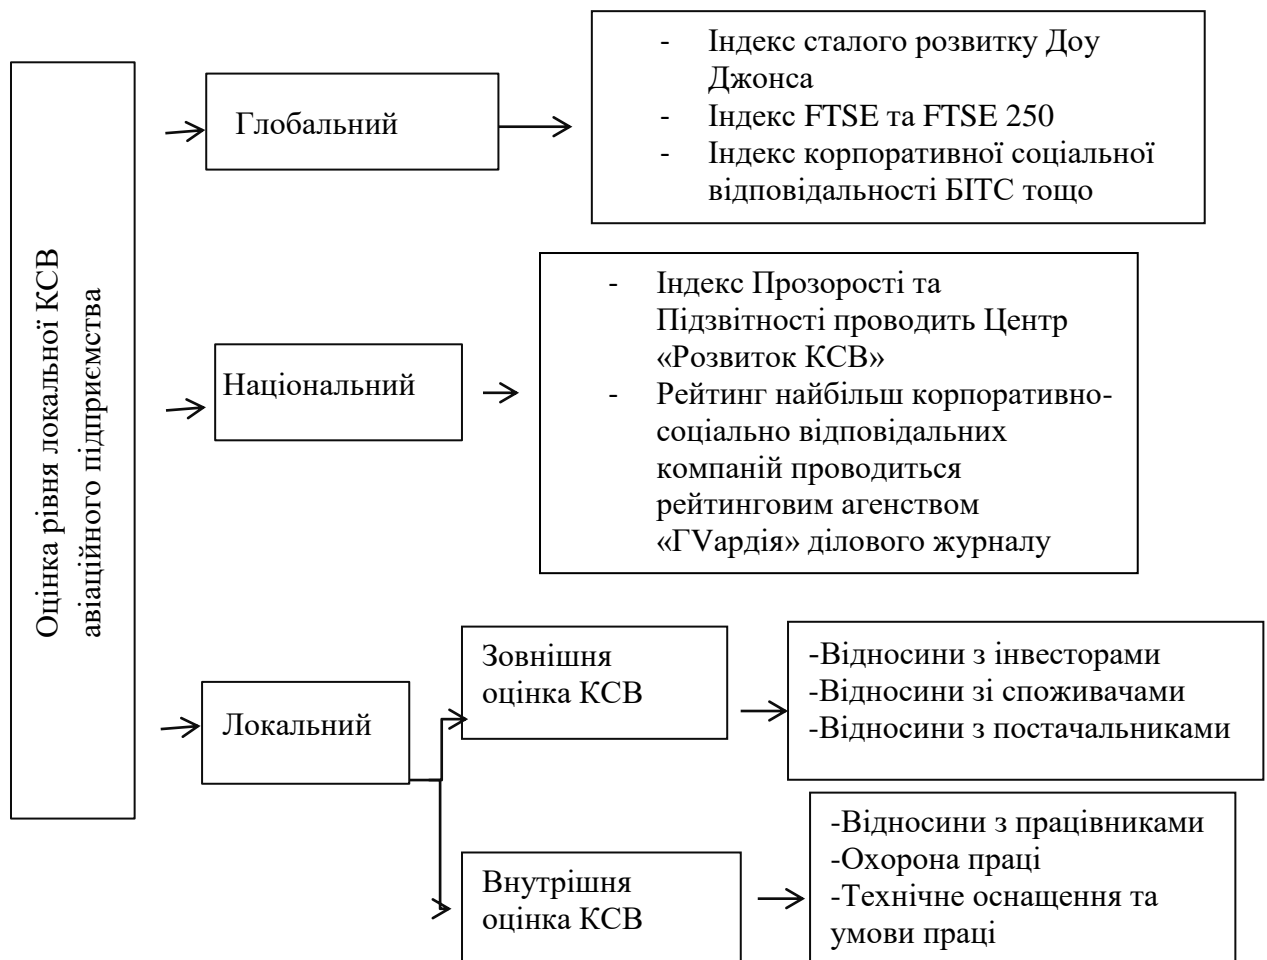 Оцінка рівня локальної КСВ
авіаційного підприємства
Глобальний
- Індекс сталого розвитку Доу
Джонса
- Індекс FTSE та FTSE 250
- Індекс корпоративної соціальної
відповідальності БІТС тощо
Національний
- Індекс Прозорості та
Підзвітності проводить Центр
«Розвиток КСВ»
- Рейтинг найбільш корпоративно-
соціально відповідальних
компаній проводиться
рейтинговим агенством
«ГVардія» ділового журналу
Локальний
Зовнішня
оцінка КСВ
-Відносини з інвесторами
-Відносини зі споживачами
-Відносини з постачальниками
Внутрішня
оцінка КСВ
-Відносини з працівниками
-Охорона праці
-Технічне оснащення та
умови праці